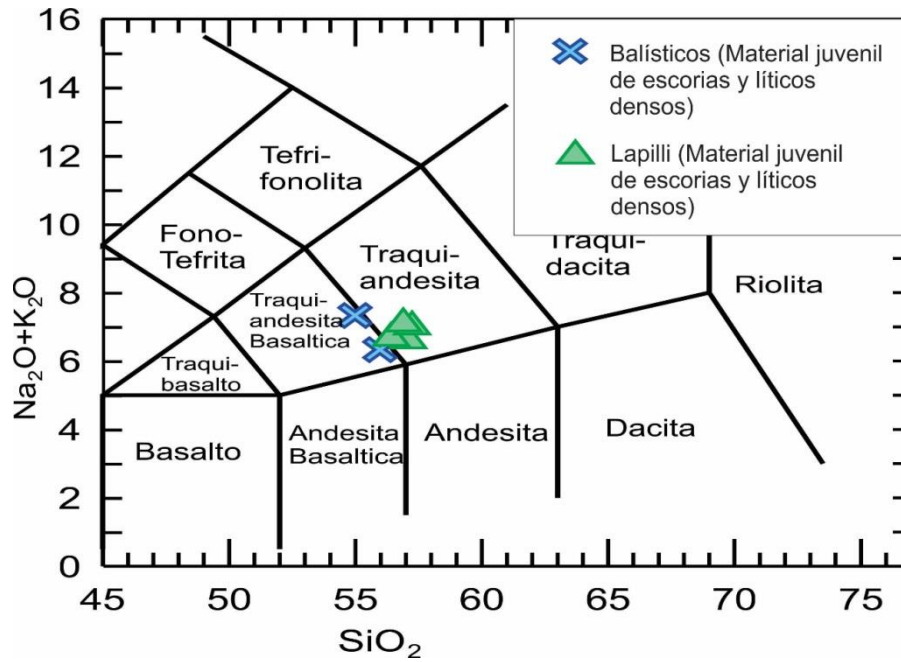 16
14
12
10
8
6
4
2
0
Na₂O+K₂O
45
50
55
60
65
70
75
SiO₂
Balísticos (Material juvenil
de escorias y líticos
densos)
Lapilli (Material juvenil
de escorias y líticos
densos)
Tefri-
fonolita
Fono-
Tefrita
Traqui-
andesita
Traqui-
dacita
Riolita
Traqui-
andesita
Basaltica
Traqui-
basalto
Basalto
Andesita
Basaltica
Andesita
Dacita